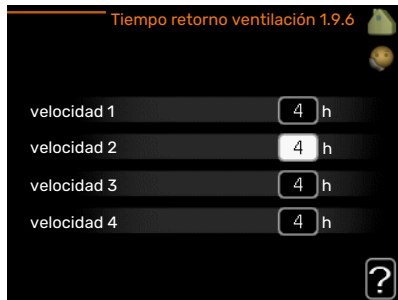 Tiempo retorno ventilación 1.9.6
velocidad 1 4 h
velocidad 2 4 h
velocidad 3 4 h
velocidad 4 4 h
?